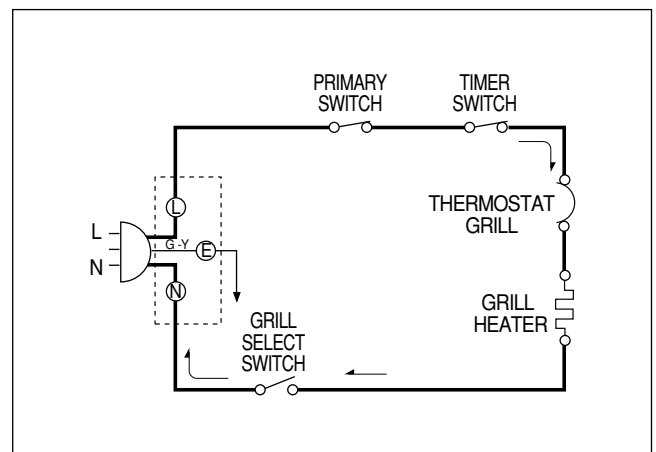 PRIMARY
SWITCH
TIMER
SWITCH
THERMOSTAT
GRILL
L
L
G-Y
E
N
N
GRILL
HEATER
GRILL
SELECT
SWITCH